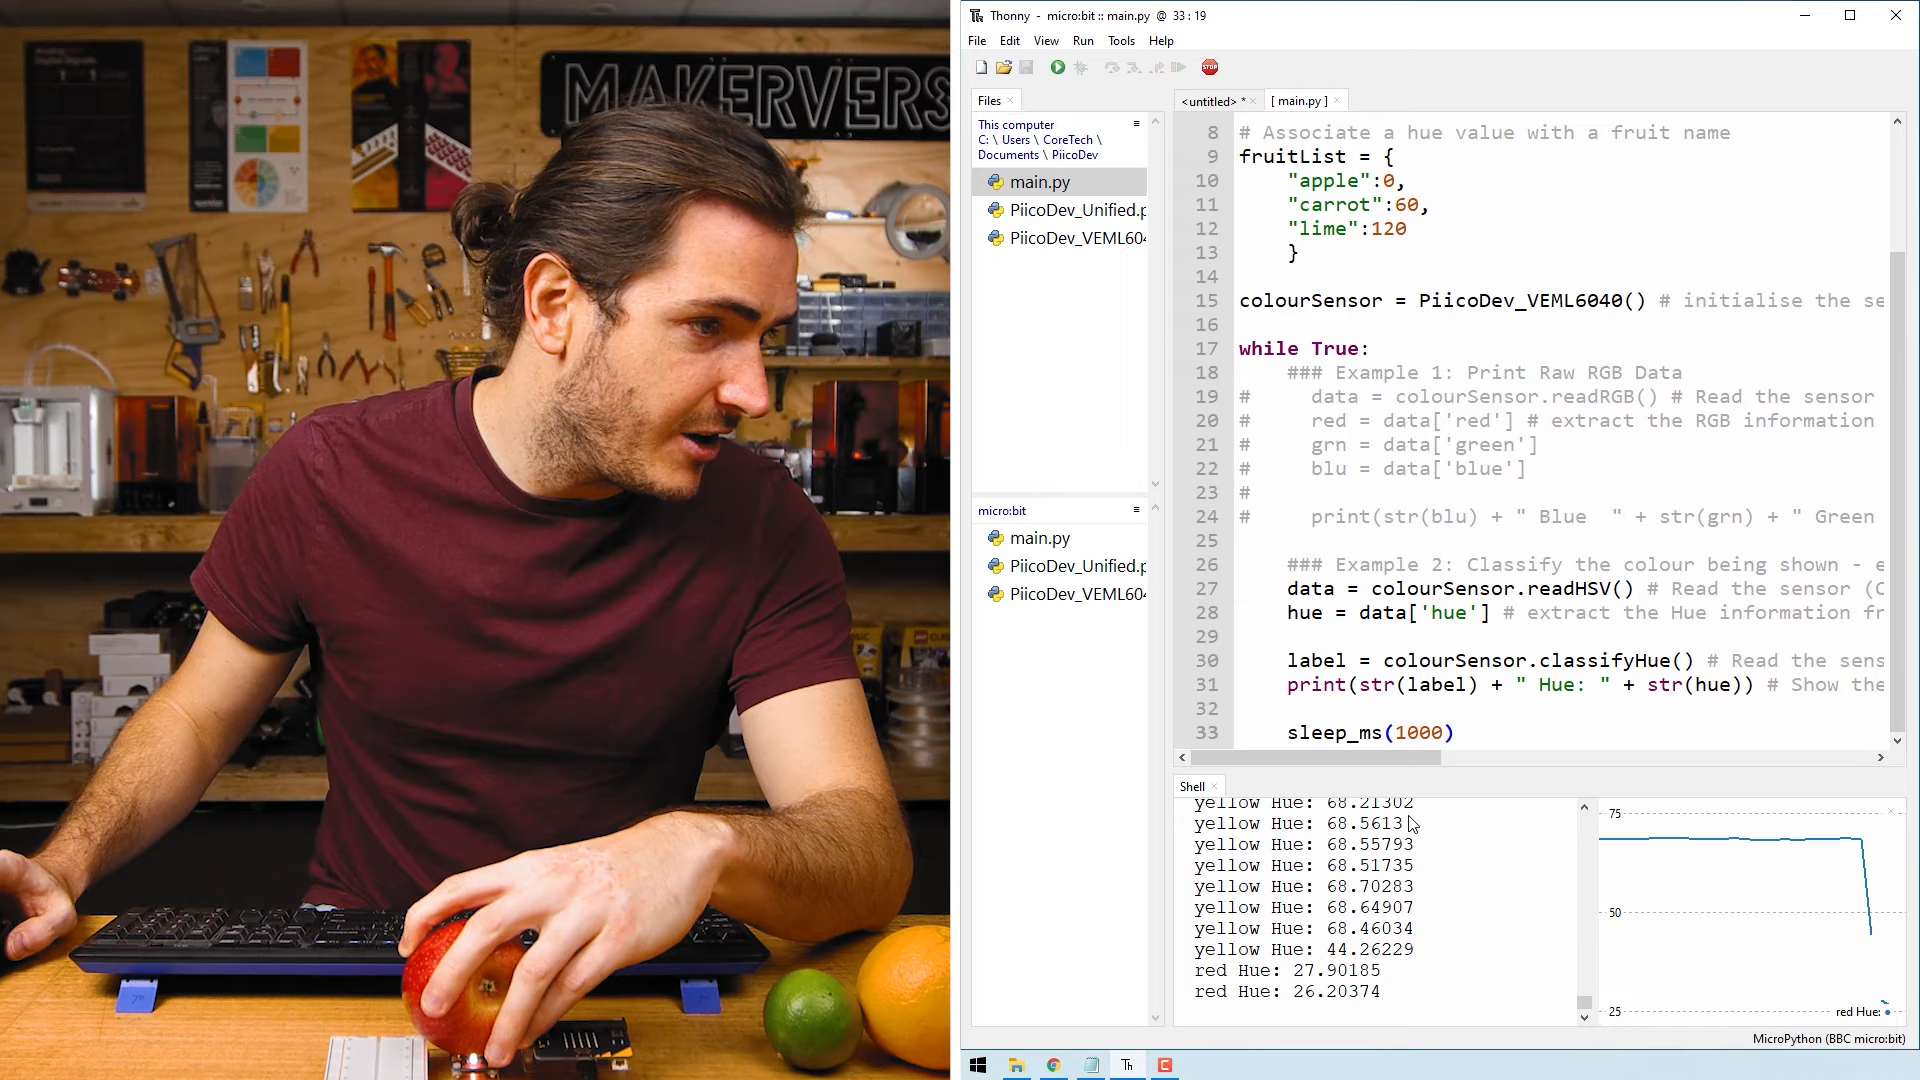 MAKERVERS
Thonny - micro:bit :: main.py @ 33 : 19
File Edit View Run Tools Help
STOP
Files
<untitled> *
[ main.py ]
This computer
C: \ Users \ CoreTech \
Documents \ PiicoDev
main.py
PiicoDev_Unified.p
PiicoDev_VEML604
micro:bit
main.py
PiicoDev_Unified.p
PiicoDev_VEML604
8 # Associate a hue value with a fruit name
9 fruitList = {
10 "apple":0,
11 "carrot":60,
12 "lime":120
13 }
14
15 colourSensor = PiicoDev_VEML6040() # initialise the se
16
17 while True:
18 ### Example 1: Print Raw RGB Data
19 # data = colourSensor.readRGB() # Read the sensor
20 # red = data['red'] # extract the RGB information
21 # grn = data['green']
22 # blu = data['blue']
23 #
24 # print(str(blu) + " Blue  " + str(grn) + " Green
25
26 ### Example 2: Classify the colour being shown - e
27 data = colourSensor.readHSV() # Read the sensor (C
28 hue = data['hue'] # extract the Hue information fr
29
30 label = colourSensor.classifyHue() # Read the sens
31 print(str(label) + " Hue: " + str(hue)) # Show the
32
33 sleep_ms(1000)
Shell
yellow Hue: 68.21302
yellow Hue: 68.5613
yellow Hue: 68.55793
yellow Hue: 68.51735
yellow Hue: 68.70283
yellow Hue: 68.64907
yellow Hue: 68.46034
yellow Hue: 44.26229
red Hue: 27.90185
red Hue: 26.20374
75
50
25
red Hue:
MicroPython (BBC micro:bit)
Th